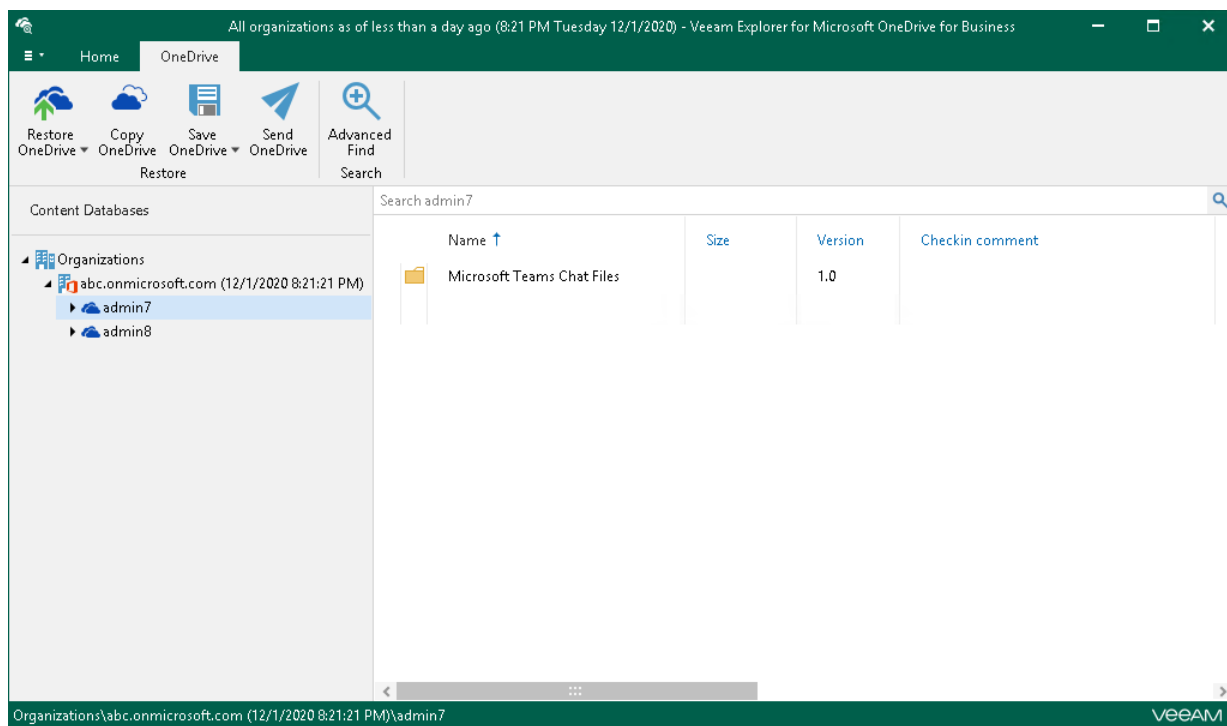 All organizations as of less than a day ago (8:21 PM Tuesday 12/1/2020) - Veeam Explorer for Microsoft OneDrive for Business
Home OneDrive
Restore OneDrive
Copy OneDrive
Save OneDrive
Send OneDrive
Advanced Find
Restore
Search
Content Databases
Search admin7
Name Size Version Checkin comment
Microsoft Teams Chat Files 1.0
Organizations
abc.onmicrosoft.com (12/1/2020 8:21:21 PM)
admin7
admin8
Organizations\abc.onmicrosoft.com (12/1/2020 8:21:21 PM)\admin7
veeAM